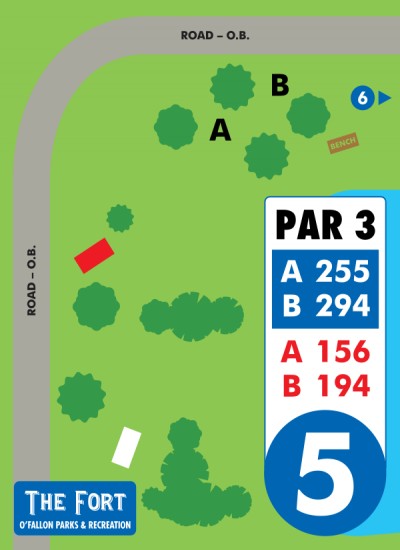 ROAD – O.B.
B
6
A
BENCH
ROAD – O.B.
PAR 3
A 255
B 294
A 156
B 194
5
THE FORT
O'FALLON PARKS & RECREATION